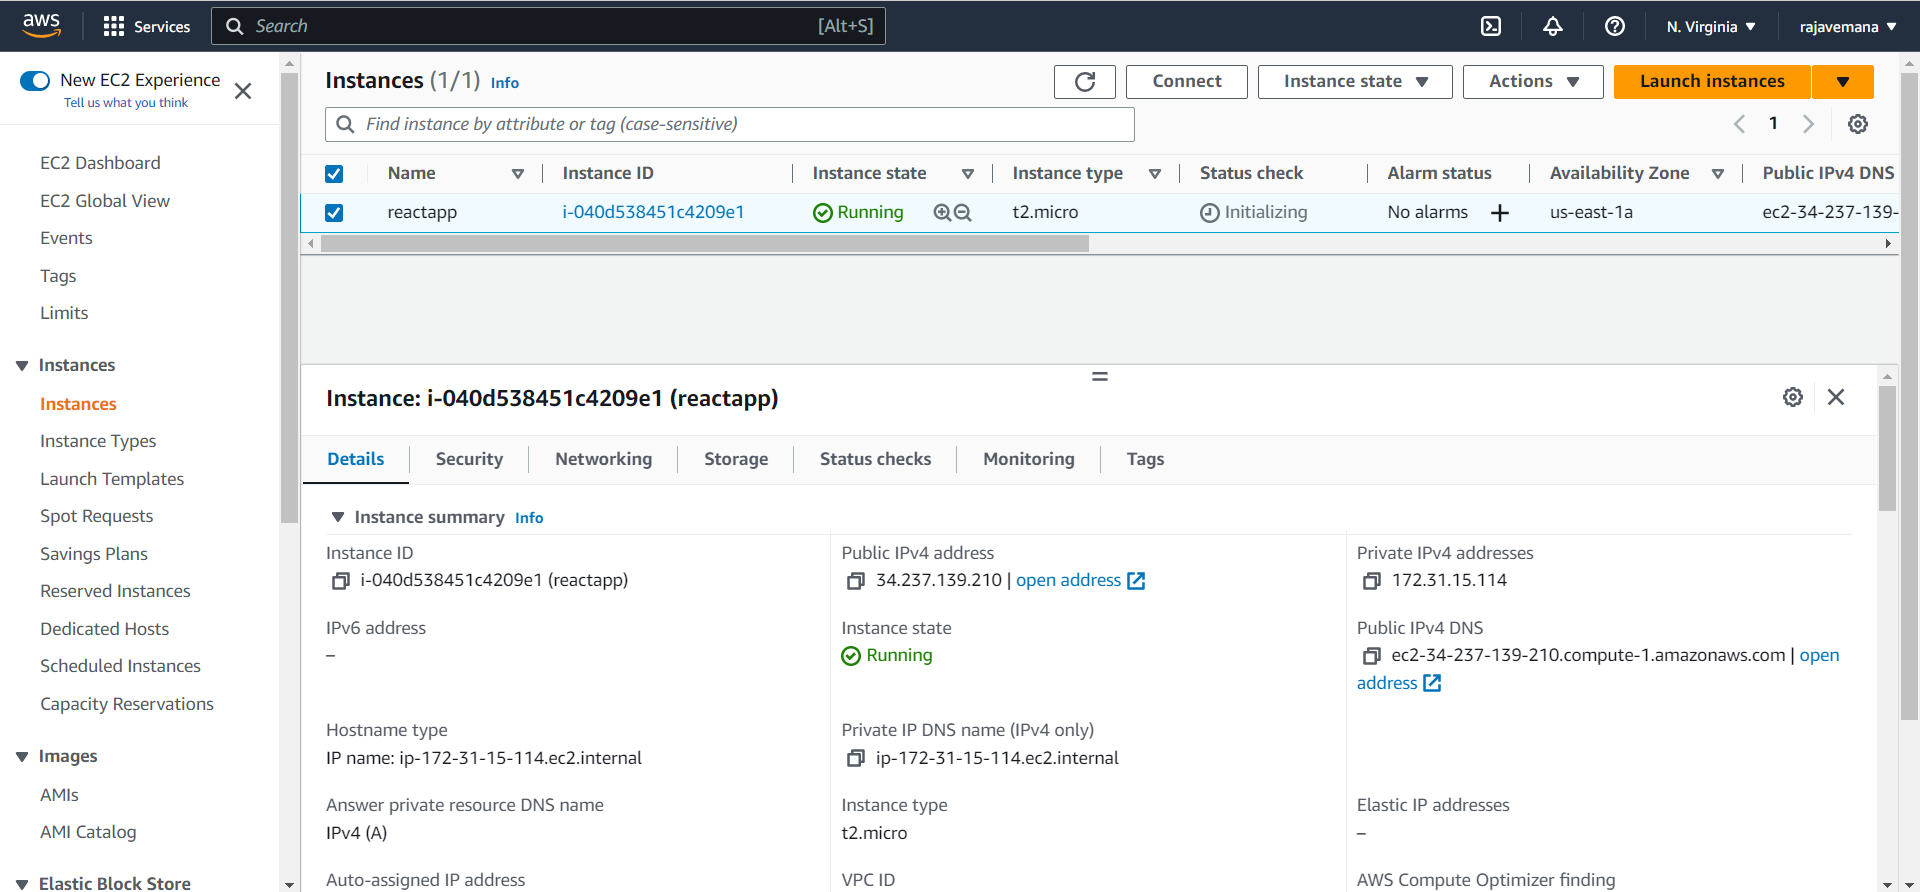 aws
Services
Search [Alt+S]
N. Virginia
rajavemana
New EC2 Experience
Tell us what you think
EC2 Dashboard
EC2 Global View
Events
Tags
Limits
Instances
Instances
Instance Types
Launch Templates
Spot Requests
Savings Plans
Reserved Instances
Dedicated Hosts
Scheduled Instances
Capacity Reservations
Images
AMIs
AMI Catalog
Elastic Block Store
Instances (1/1) Info
Connect
Instance state
Actions
Launch instances
Find instance by attribute or tag (case-sensitive)
1
Name Instance ID Instance state Instance type Status check Alarm status Availability Zone Public IPv4 DNS
reactapp i-040d538451c4209e1 Running t2.micro Initializing No alarms us-east-1a ec2-34-237-139-
Instance: i-040d538451c4209e1 (reactapp)
Details Security Networking Storage Status checks Monitoring Tags
Instance summary Info
Instance ID
i-040d538451c4209e1 (reactapp)
Public IPv4 address
34.237.139.210 | open address
Private IPv4 addresses
172.31.15.114
IPv6 address
–
Instance state
Running
Public IPv4 DNS
ec2-34-237-139-210.compute-1.amazonaws.com | open
address
Hostname type
IP name: ip-172-31-15-114.ec2.internal
Private IP DNS name (IPv4 only)
ip-172-31-15-114.ec2.internal
Answer private resource DNS name
IPv4 (A)
Instance type
t2.micro
Elastic IP addresses
–
Auto-assigned IP address
VPC ID
AWS Compute Optimizer finding